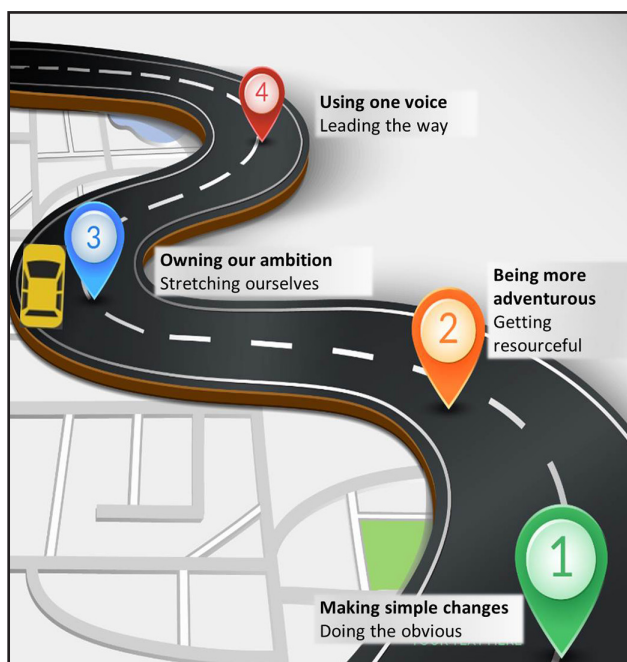 4
Using one voice
Leading the way
3
Owning our ambition
Stretching ourselves
Being more
adventurous
Getting
resourceful
2
1
Making simple changes
Doing the obvious